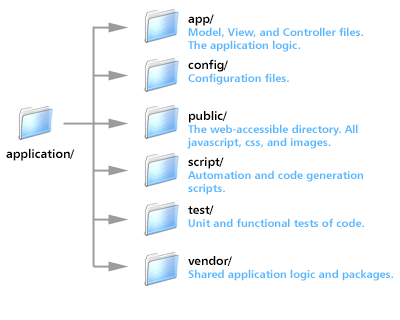 app/
Model, View, and Controller files.
The application logic.
config/
Configuration files.
public/
The web-accessible directory. All
javascript, css, and images.
application/
script/
Automation and code generation
scripts.
test/
Unit and functional tests of code.
vendor/
Shared application logic and packages.